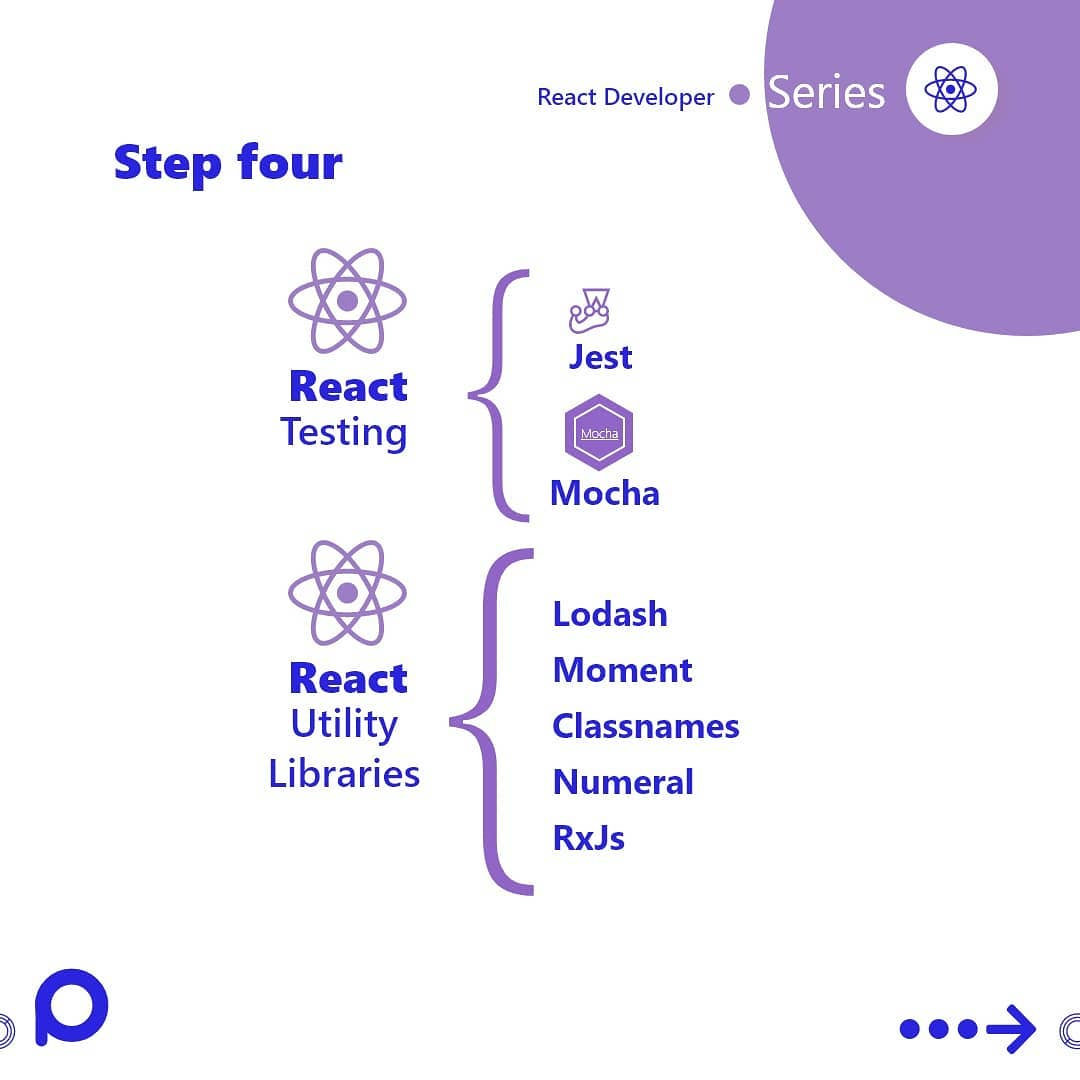 React Developer Series
Step four
React
Testing
Jest
Mocha
Mocha
React
Utility
Libraries
Lodash
Moment
Classnames
Numeral
RxJs